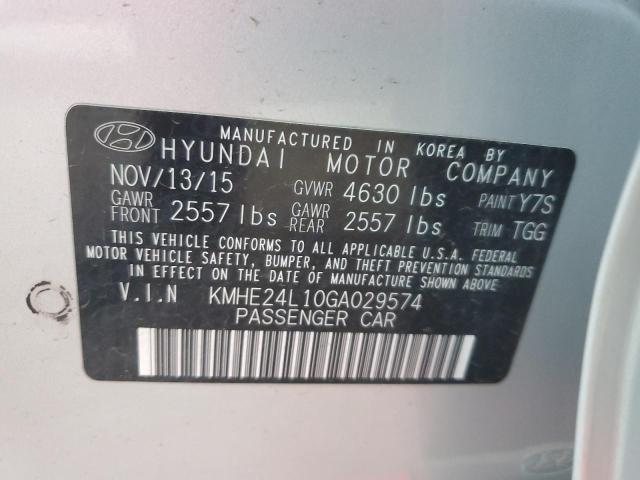 MANUFACTURED IN KOREA BY
HYUNDAI MOTOR COMPANY
NOV/13/15 GVWR 4630 lbs PAINT Y7S
GAWR FRONT 2557 lbs GAWR REAR 2557 lbs TRIM TGG
THIS VEHICLE CONFORMS TO ALL APPLICABLE U.S.A. FEDERAL
MOTOR VEHICLE SAFETY, BUMPER, AND THEFT PREVENTION STANDARDS
IN EFFECT ON THE DATE OF MANUFACTURE SHOWN ABOVE
V.I.N KMHE24L10GA029574
PASSENGER CAR